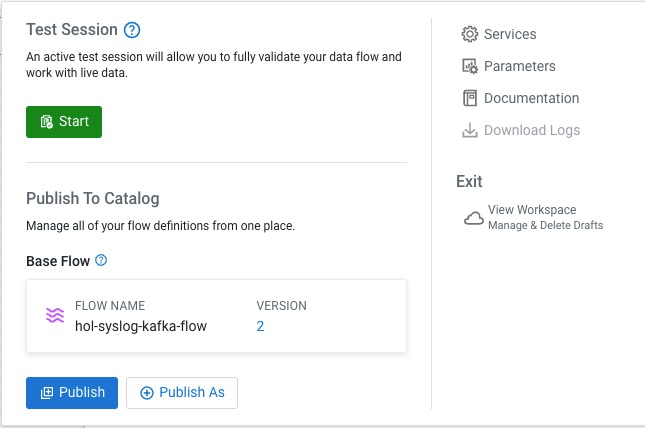 Test Session
An active test session will allow you to fully validate your data flow and
work with live data.
Start
Publish To Catalog
Manage all of your flow definitions from one place.
Base Flow
FLOW NAME
VERSION
hol-syslog-kafka-flow
2
Publish
Publish As
Services
Parameters
Documentation
Download Logs
Exit
View Workspace
Manage & Delete Drafts